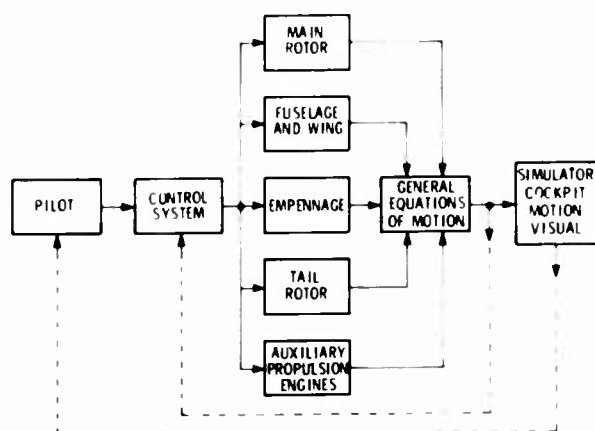 MAIN
ROTOR
FUSELAGE
AND WING
PILOT
CONTROL
SYSTEM
EMPENNAGE
GENERAL
EQUATIONS
OF MOTION
SIMULATOR
COCKPIT
MOTION
VISUAL
TAIL
ROTOR
AUXILIARY
PROPULSION
ENGINES